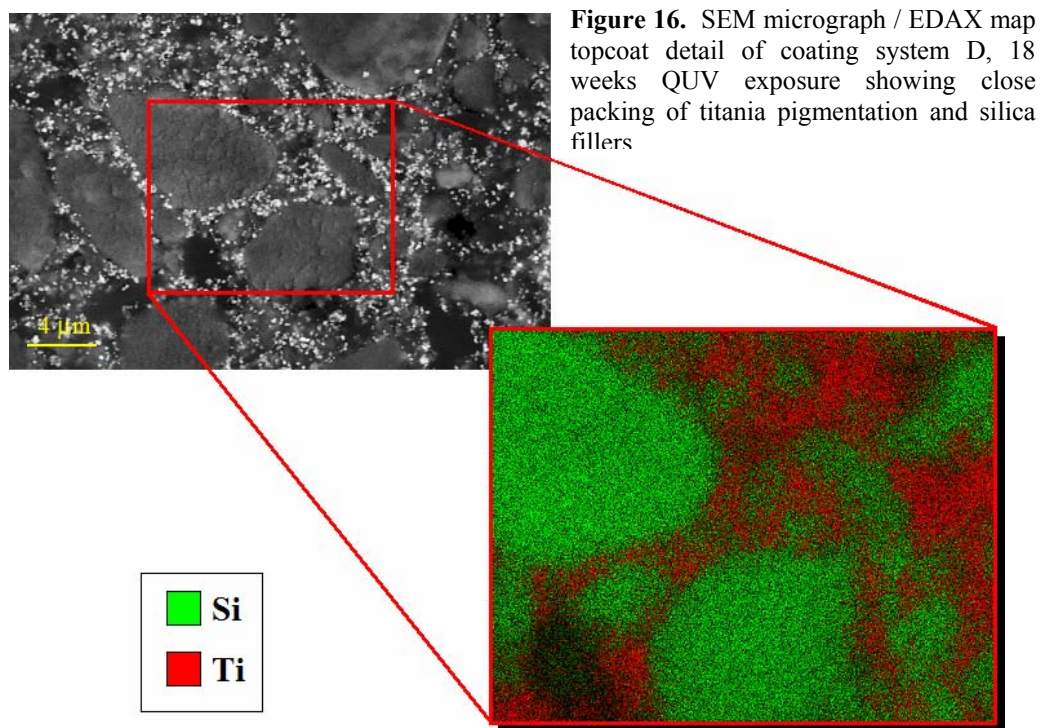 Figure 16. SEM micrograph / EDAX map
topcoat detail of coating system D, 18
weeks QUV exposure showing close
packing of titania pigmentation and silica
fillers
4 µm
Si
Ti